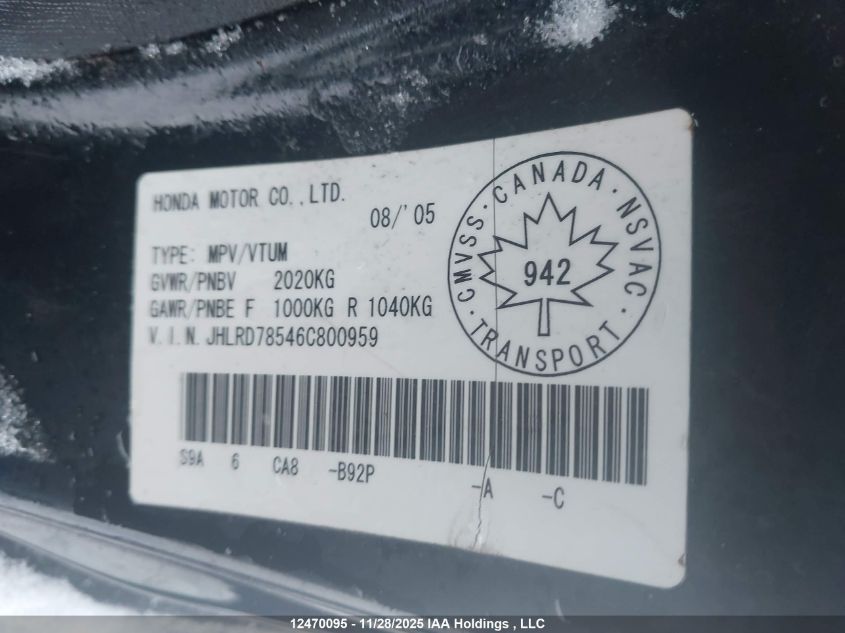 HONDA MOTOR CO.,LTD.
08/'05
TYPE: MPV/VTUM
GVWR/PNBV 2020KG
GAWR/PNBE F 1000KG R 1040KG
V.I.N. JHLRD78546C800959
CMVSS · CANADA · NSVAC · TRANSPORT ·
942
S9A 6 CA8 -B92P -A -C
12470095 - 11/28/2025 IAA Holdings , LLC